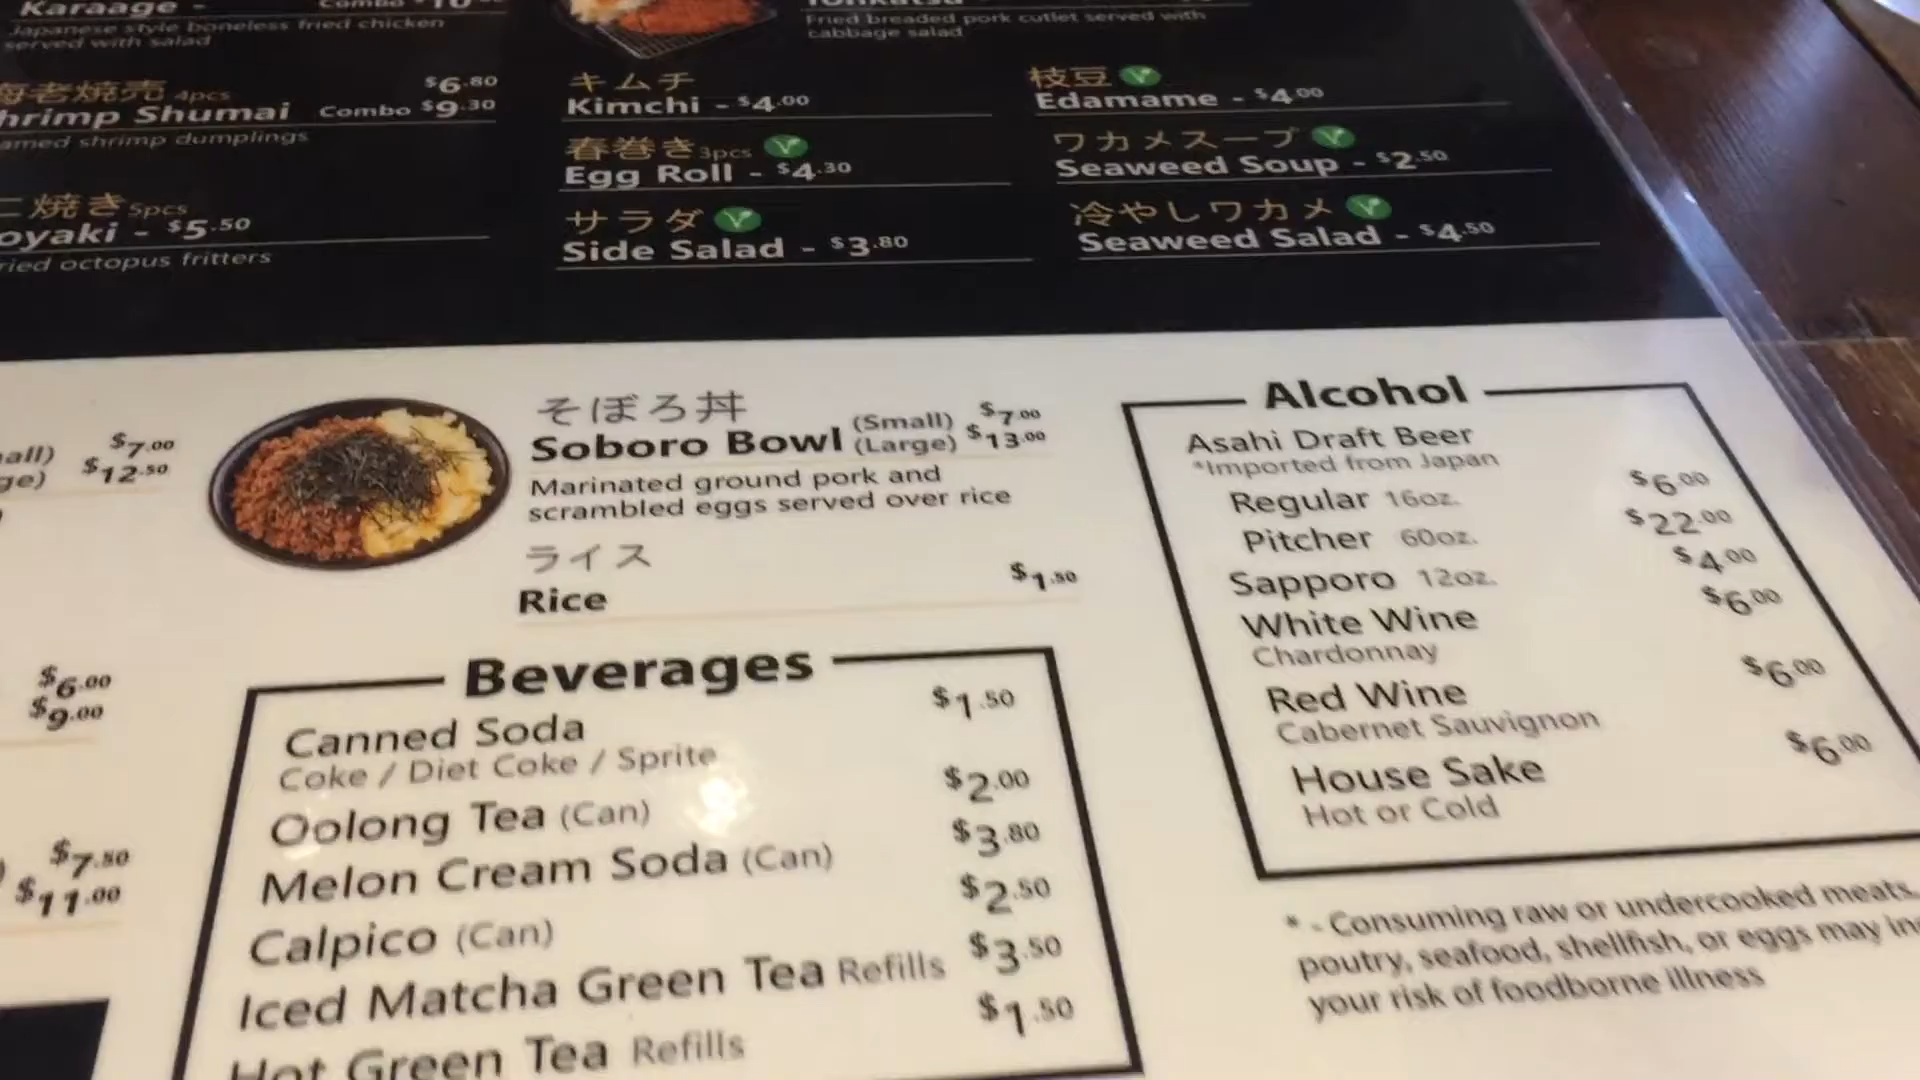 Karaage -
Combo $10
Japanese style boneless fried chicken
served with salad
海老焼売 4pcs $6.80
Shrimp Shumai Combo $9.30
shrimp dumplings
焼き 5pcs
oyaki - $5.50
octopus fritters
Fried breaded pork cutlet served with
cabbage salad
キムチ
Kimchi - $4.00
春巻き 3pcs V
Egg Roll - $4.30
サラダ V
Side Salad - $3.80
枝豆 V
Edamame - $4.00
ワカメスープ V
Seaweed Soup - $2.50
冷やしワカメ V
Seaweed Salad - $4.50
$7.00
$12.50
$6.00
$9.00
$7.50
$11.00
そぼろ丼
Soboro Bowl (Small) $7.00
(Large) $13.00
Marinated ground pork and
scrambled eggs served over rice
ライス
Rice $1.50
Beverages
Canned Soda $1.50
Coke / Diet Coke / Sprite
Oolong Tea (Can) $2.00
Melon Cream Soda (Can) $3.80
Calpico (Can) $2.50
Iced Matcha Green Tea Refills $3.50
Hot Green Tea Refills $1.50
Alcohol
Asahi Draft Beer
*Imported from Japan
Regular 16oz. $6.00
Pitcher 60oz. $22.00
Sapporo 12oz. $4.00
White Wine $6.00
Chardonnay
Red Wine $6.00
Cabernet Sauvignon
House Sake $6.00
Hot or Cold
* - Consuming raw or undercooked meats,
poutry, seafood, shellfish, or eggs may
your risk of foodborne illness